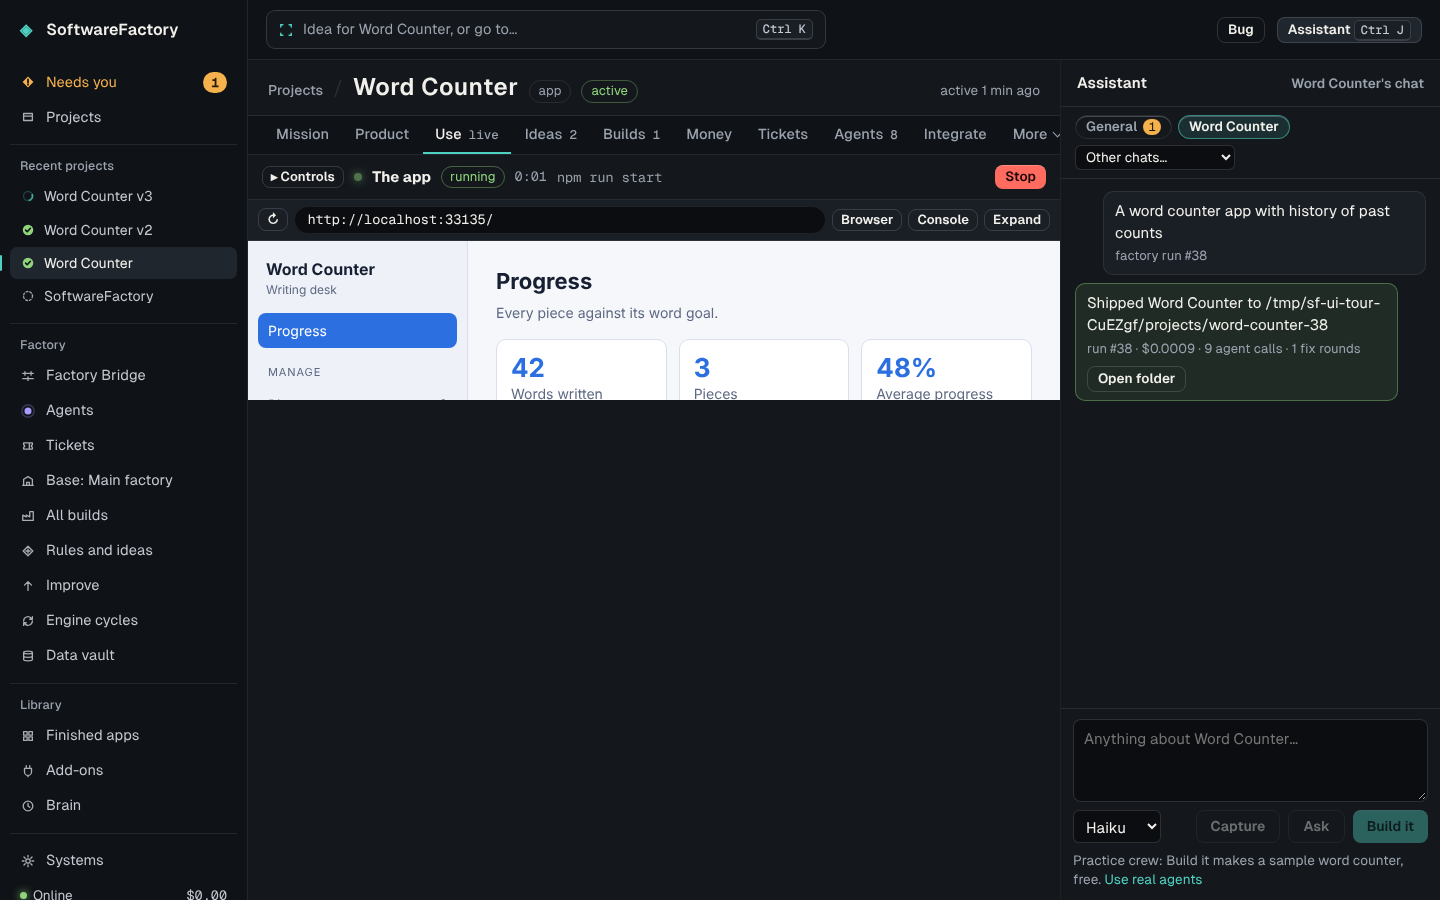 SoftwareFactory
Idea for Word Counter, or go to...
Ctrl K
Bug
Assistant Ctrl J
Needs you
1
Projects
Recent projects
Word Counter v3
Word Counter v2
Word Counter
SoftwareFactory
Factory
Factory Bridge
Agents
Tickets
Base: Main factory
All builds
Rules and ideas
Improve
Engine cycles
Data vault
Library
Finished apps
Add-ons
Brain
Systems
Online
$0.00
Projects / Word Counter app active
active 1 min ago
Mission Product Use live Ideas 2 Builds 1 Money Tickets Agents 8 Integrate More
▸ Controls The app running 0:01 npm run start
Stop
http://localhost:33135/
Browser Console Expand
Word Counter
Writing desk
Progress
MANAGE
Progress
Every piece against its word goal.
42
Words written
3
Pieces
48%
Average progress
Assistant
Word Counter's chat
General 1
Word Counter
Other chats...
A word counter app with history of past
counts
factory run #38
Shipped Word Counter to /tmp/sf-ui-tour-
CuEZgf/projects/word-counter-38
run #38 · $0.0009 · 9 agent calls · 1 fix rounds
Open folder
Anything about Word Counter...
Haiku
Capture
Ask
Build it
Practice crew: Build it makes a sample word counter,
free. Use real agents